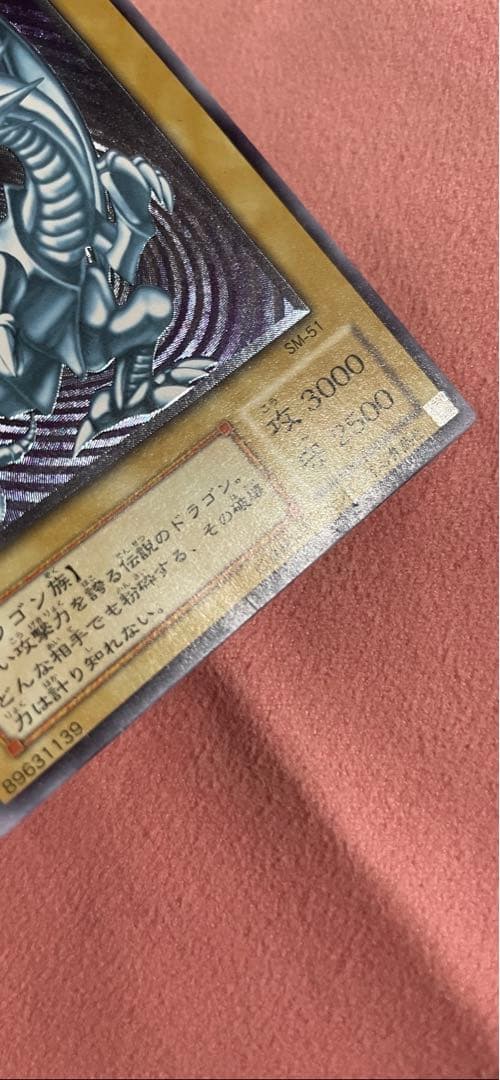 SM-51
攻 3000
守 2500
ゴン族】
い攻撃力を誇る伝説のドラゴン。
どんな相手でも粉砕する、その破壊
力は計り知れない。
89631139